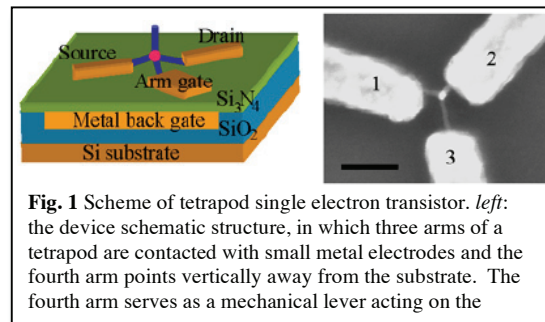 Source
Drain
Arm gate
Si3N4
Metal back gate
SiO2
Si substrate
1
2
3
Fig. 1 Scheme of tetrapod single electron transistor. left:
the device schematic structure, in which three arms of a
tetrapod are contacted with small metal electrodes and the
fourth arm points vertically away from the substrate. The
fourth arm serves as a mechanical lever acting on the